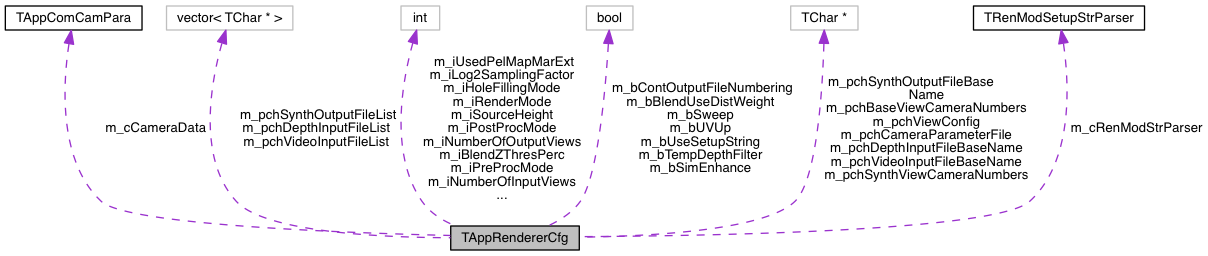 TAppComCamPara
vector< TChar * >
int
bool
TChar *
TRenModSetupStrParser
m_cCameraData
m_pchSynthOutputFileList
m_pchDepthInputFileList
m_pchVideoInputFileList
m_iUsedPelMapMarExt
m_iLog2SamplingFactor
m_iHoleFillingMode
m_iRenderMode
m_iSourceHeight
m_iPostProcMode
m_iNumberOfOutputViews
m_iBlendZThresPerc
m_iPreProcMode
m_iNumberOfInputViews
...
m_bContOutputFileNumbering
m_bBlendUseDistWeight
m_bSweep
m_bUVUp
m_bUseSetupString
m_bTempDepthFilter
m_bSimEnhance
m_pchSynthOutputFileBase
Name
m_pchBaseViewCameraNumbers
m_pchViewConfig
m_pchCameraParameterFile
m_pchDepthInputFileBaseName
m_pchVideoInputFileBaseName
m_pchSynthViewCameraNumbers
m_cRenModStrParser
TAppRendererCfg